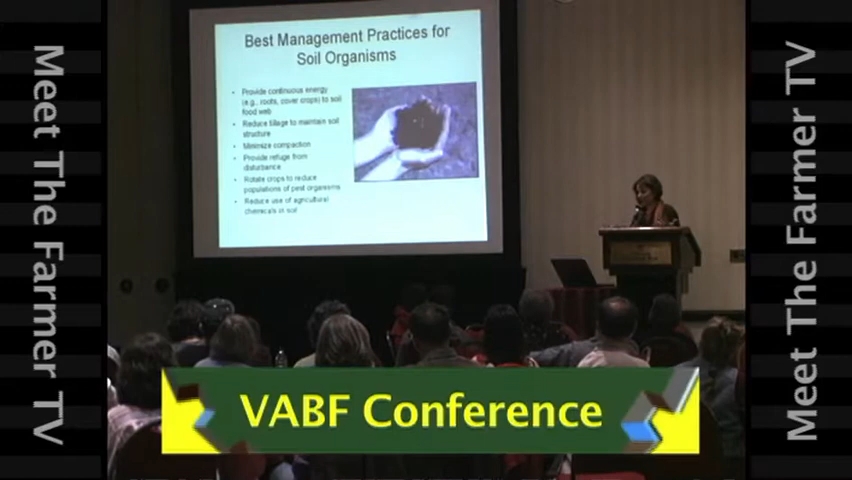 Meet The Farmer TV
Best Management Practices for
Soil Organisms
• Provide continuous energy
(e.g., roots, cover crops) to soil
food web
• Reduce tillage to maintain soil
structure
• Minimize compaction
• Provide refuge from
disturbance
• Rotate crops to reduce
populations of pest organisms
• Reduce use of agricultural
chemicals in soil
VABF Conference
Meet The Farmer TV